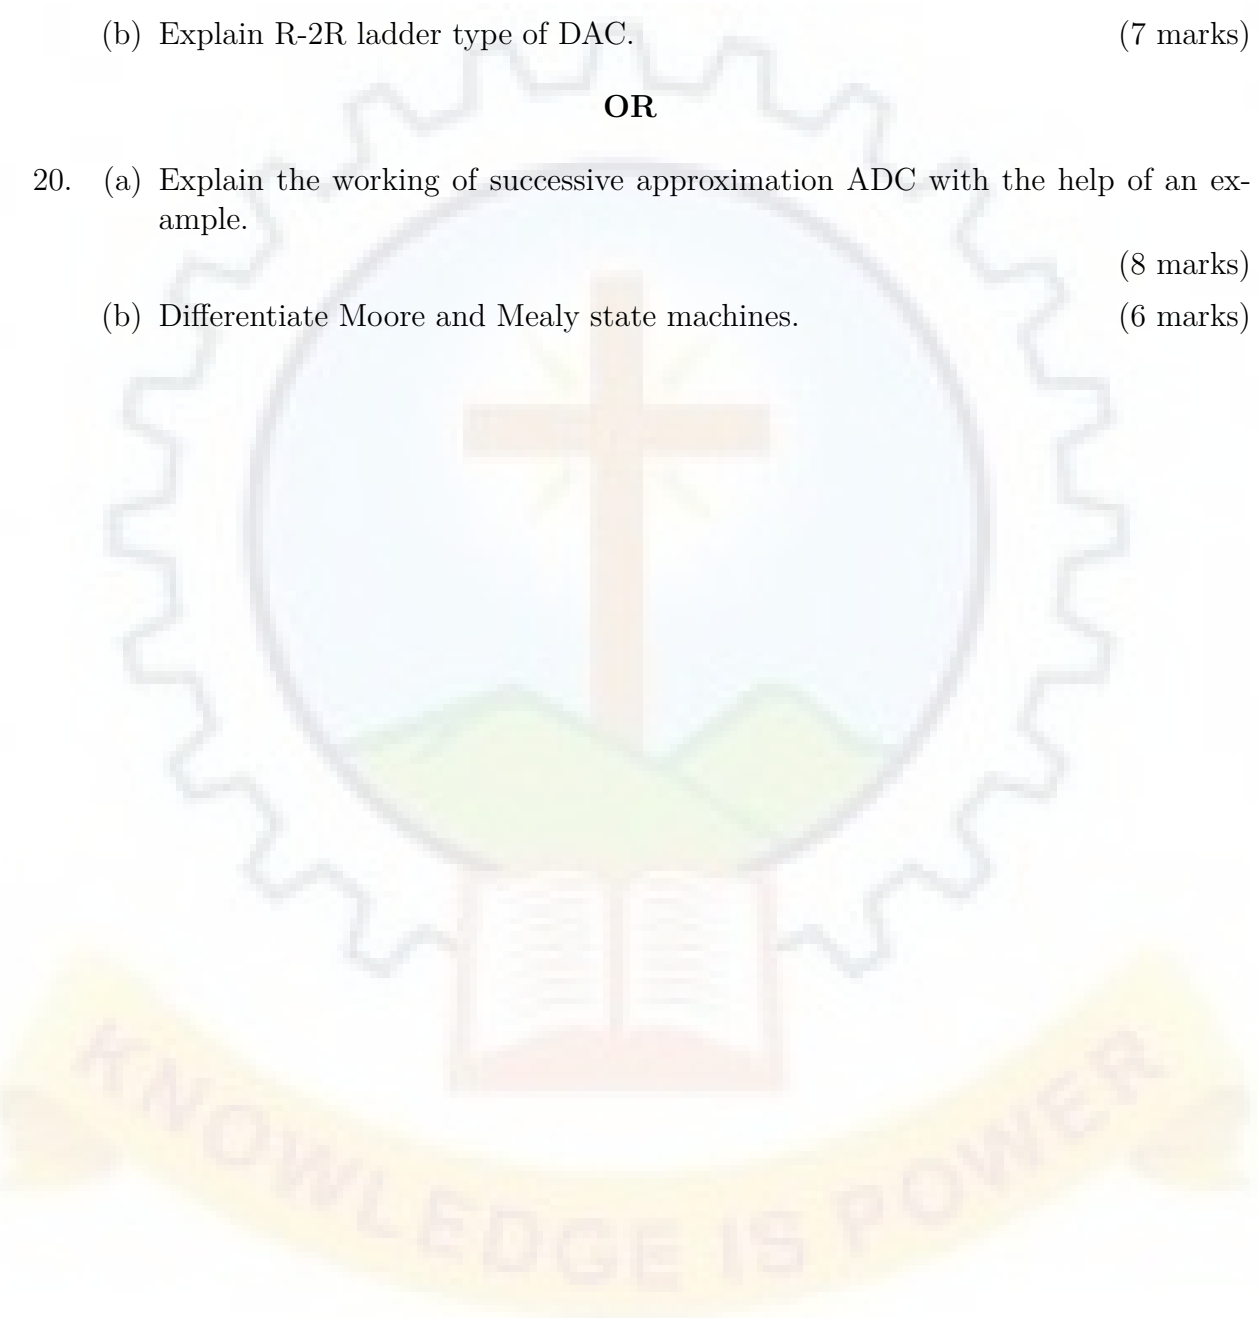 (b) Explain R-2R ladder type of DAC. (7 marks)
OR
20. (a) Explain the working of successive approximation ADC with the help of an ex-
ample.
(8 marks)
(b) Differentiate Moore and Mealy state machines. (6 marks)
KNOWLEDGE IS POWER